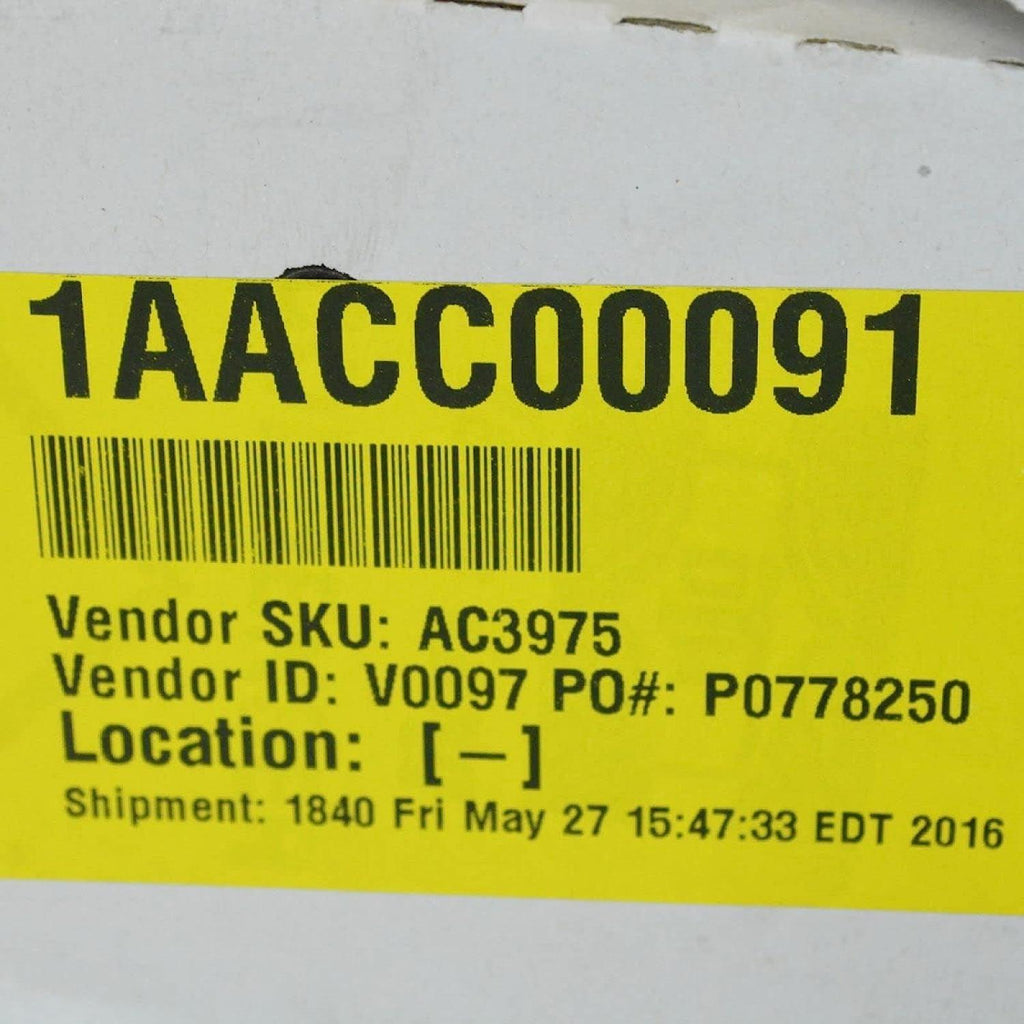 1AACC00091
Vendor SKU: AC3975
Vendor ID: V0097 PO#: P0778250
Location: [ – ]
Shipment: 1840 Fri May 27 15:47:33 EDT 2016